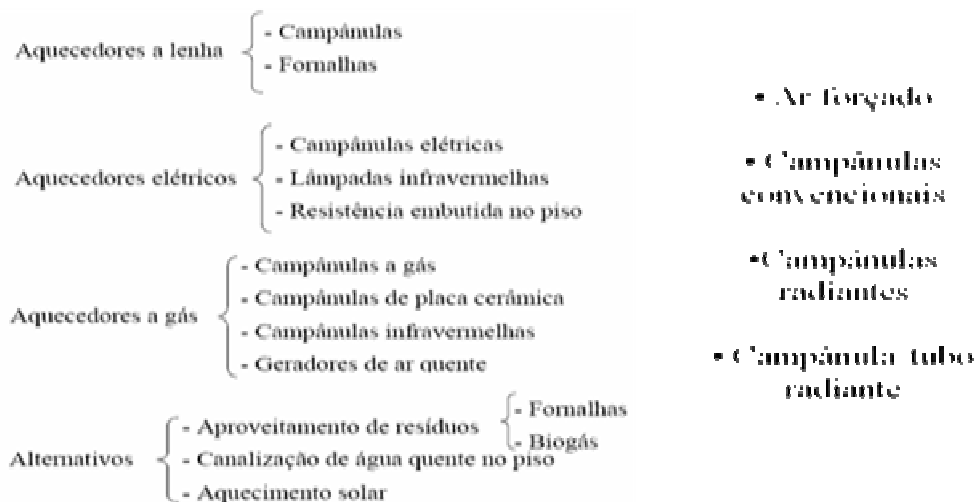 Aquecedores a lenha
- Campânulas
- Fornalhas
Aquecedores elétricos
- Campânulas elétricas
- Lâmpadas infravermelhas
- Resistência embutida no piso
Aquecedores a gás
- Campânulas a gás
- Campânulas de placa cerâmica
- Campânulas infravermelhas
- Geradores de ar quente
Alternativos
- Aproveitamento de resíduos
- Fornalhas
- Biogás
- Canalização de água quente no piso
- Aquecimento solar
• Ar forçado
• Campânulas
convencionais
•Campânulas
radiantes
• Campânula tubo
radiante